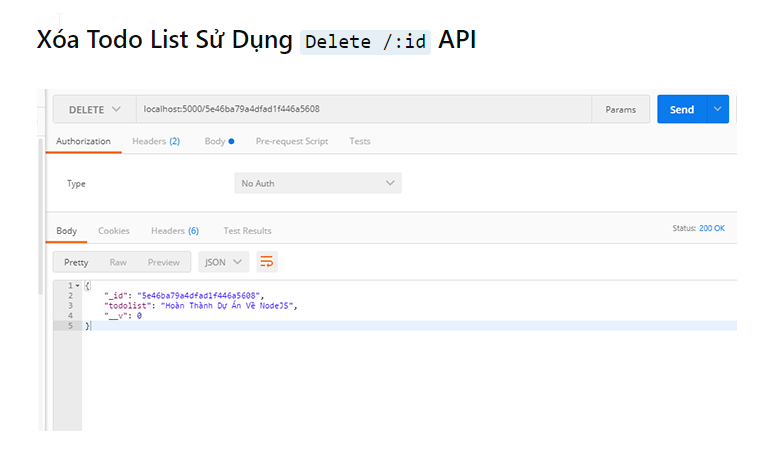 Xóa Todo List Sử Dụng Delete /:id API
DELETE localhost:5000/5e46ba79a4dfad1f446a5608 Params Send
Authorization Headers (2) Body Pre-request Script Tests
Type No Auth
Body Cookies Headers (6) Test Results Status: 200 OK
Pretty Raw Preview JSON
1 {
2 "_id": "5e46ba79a4dfad1f446a5608",
3 "todolist": "Hoàn Thành Dự Án Về NodeJS",
4 "__v": 0
5 }